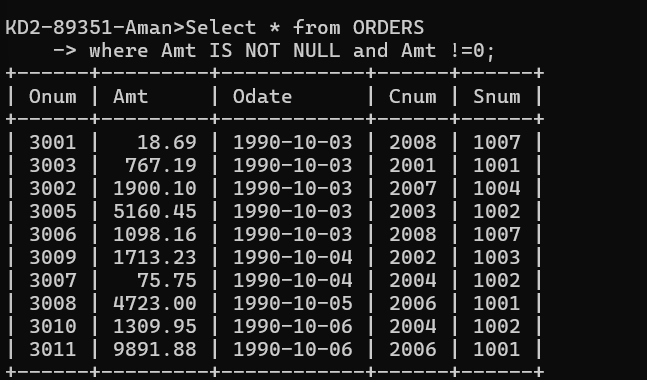 KD2-89351-Aman>Select * from ORDERS
    -> where Amt IS NOT NULL and Amt !=0;
+------+---------+------------+------+------+
| Onum | Amt     | Odate      | Cnum | Snum |
+------+---------+------------+------+------+
| 3001 |   18.69 | 1990-10-03 | 2008 | 1007 |
| 3003 |  767.19 | 1990-10-03 | 2001 | 1001 |
| 3002 | 1900.10 | 1990-10-03 | 2007 | 1004 |
| 3005 | 5160.45 | 1990-10-03 | 2003 | 1002 |
| 3006 | 1098.16 | 1990-10-03 | 2008 | 1007 |
| 3009 | 1713.23 | 1990-10-04 | 2002 | 1003 |
| 3007 |   75.75 | 1990-10-04 | 2004 | 1002 |
| 3008 | 4723.00 | 1990-10-05 | 2006 | 1001 |
| 3010 | 1309.95 | 1990-10-06 | 2004 | 1002 |
| 3011 | 9891.88 | 1990-10-06 | 2006 | 1001 |
+------+---------+------------+------+------+